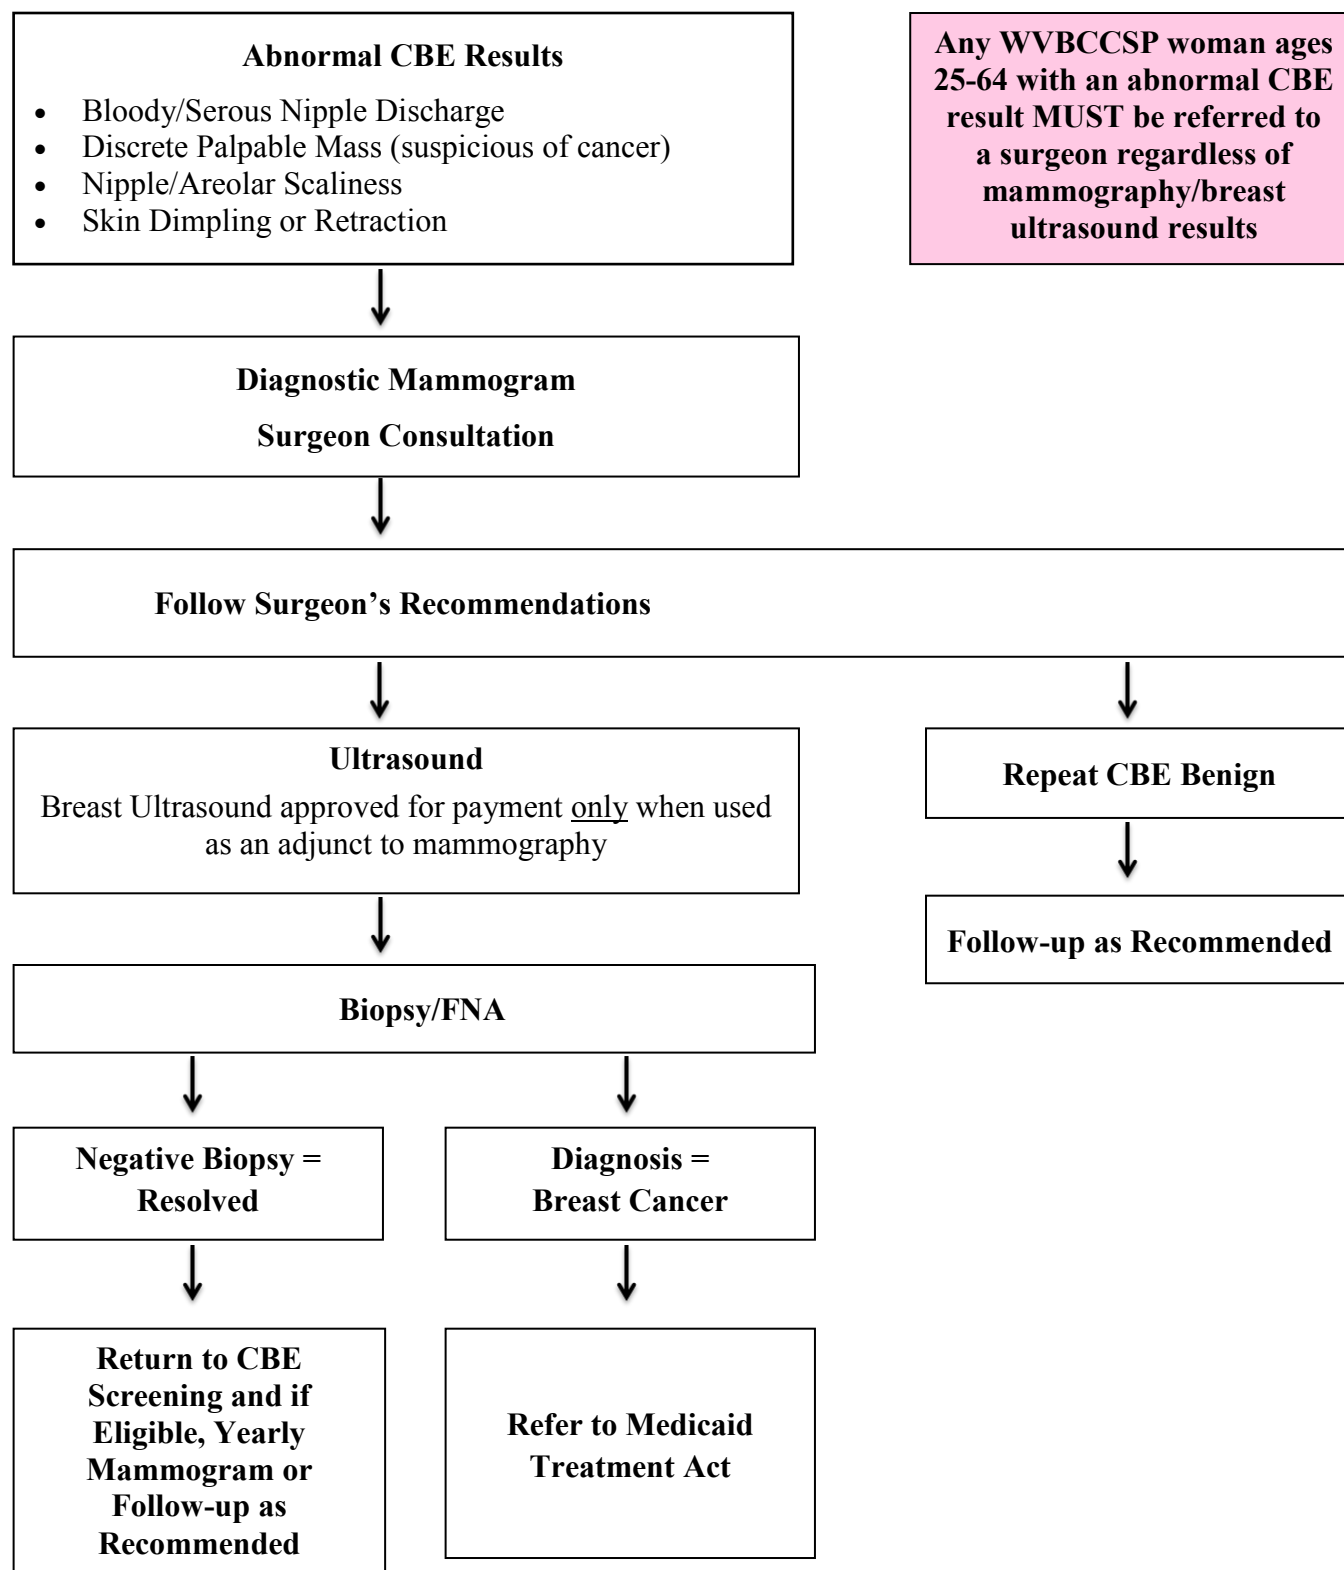 Abnormal CBE Results
• Bloody/Serous Nipple Discharge
• Discrete Palpable Mass (suspicious of cancer)
• Nipple/Areolar Scaliness
• Skin Dimpling or Retraction
Any WVBCCSP woman ages
25-64 with an abnormal CBE
result MUST be referred to
a surgeon regardless of
mammography/breast
ultrasound results
Diagnostic Mammogram
Surgeon Consultation
Follow Surgeon’s Recommendations
Ultrasound
Breast Ultrasound approved for payment only when used
as an adjunct to mammography
Repeat CBE Benign
Follow-up as Recommended
Biopsy/FNA
Negative Biopsy =
Resolved
Diagnosis =
Breast Cancer
Return to CBE
Screening and if
Eligible, Yearly
Mammogram or
Follow-up as
Recommended
Refer to Medicaid
Treatment Act